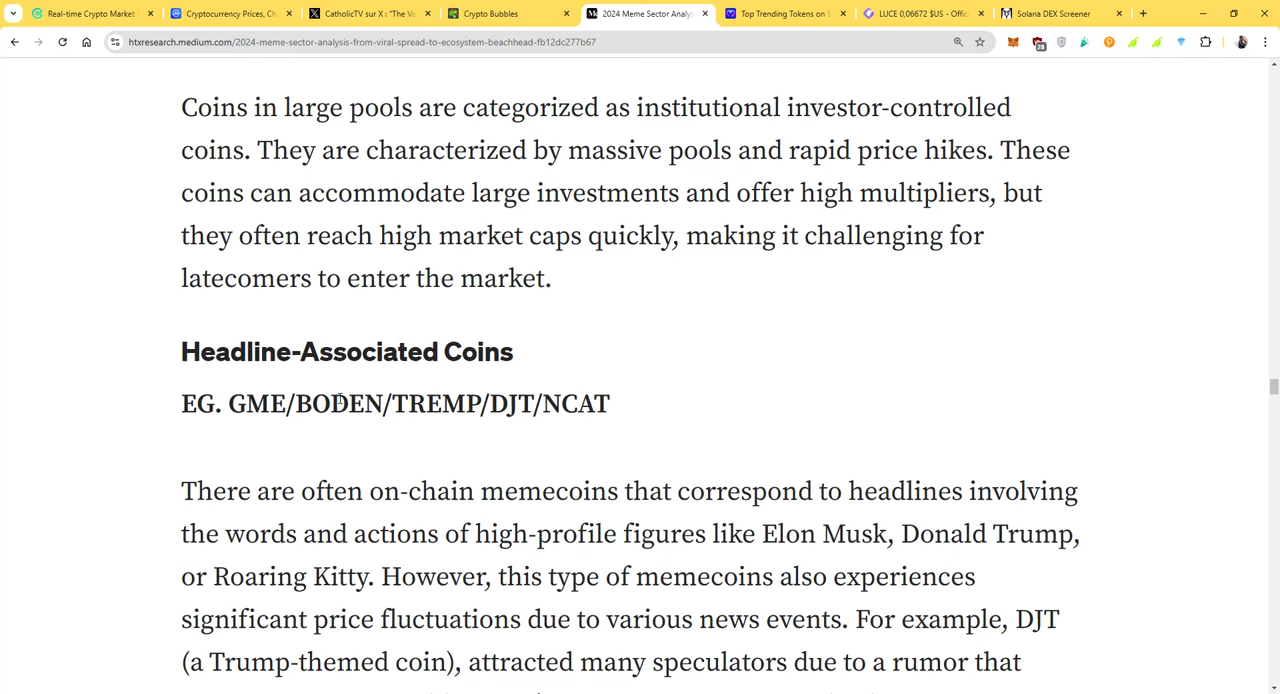 Real-time Crypto Market
Cryptocurrency Prices, Ch
CatholicTV sur X : "The Va
Crypto Bubbles
2024 Meme Sector Analys
Top Trending Tokens on S
LUCE 0,06672 $US - Offic
Solana DEX Screener
htxresearch.medium.com/2024-meme-sector-analysis-from-viral-spread-to-ecosystem-beachhead-fb12dc277b67
28
Coins in large pools are categorized as institutional investor-controlled
coins. They are characterized by massive pools and rapid price hikes. These
coins can accommodate large investments and offer high multipliers, but
they often reach high market caps quickly, making it challenging for
latecomers to enter the market.
Headline-Associated Coins
EG. GME/BODEN/TREMP/DJT/NCAT
There are often on-chain memecoins that correspond to headlines involving
the words and actions of high-profile figures like Elon Musk, Donald Trump,
or Roaring Kitty. However, this type of memecoins also experiences
significant price fluctuations due to various news events. For example, DJT
(a Trump-themed coin), attracted many speculators due to a rumor that